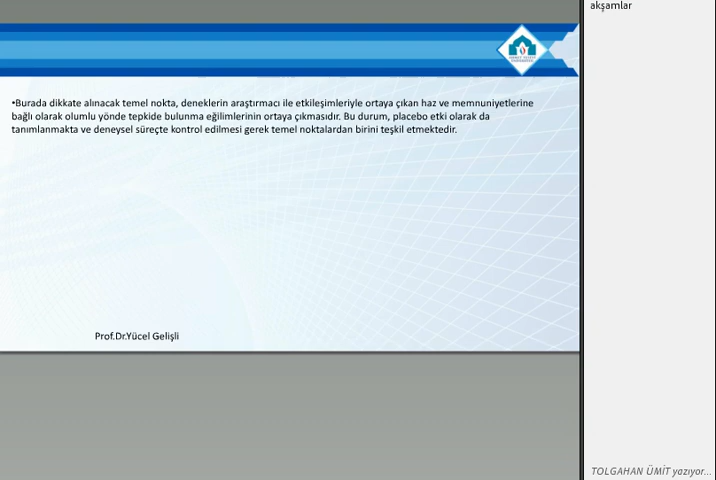 akşamlar
•Burada dikkate alınacak temel nokta, deneklerin araştırmacı ile etkileşimleriyle ortaya çıkan haz ve memnuniyetlerine
bağlı olarak olumlu yönde tepkide bulunma eğilimlerinin ortaya çıkmasıdır. Bu durum, placebo etki olarak da
tanımlanmakta ve deneysel süreçte kontrol edilmesi gerek temel noktalardan birini teşkil etmektedir.
Prof.Dr.Yücel Gelişli
TOLGAHAN ÜMİT yazıyor...